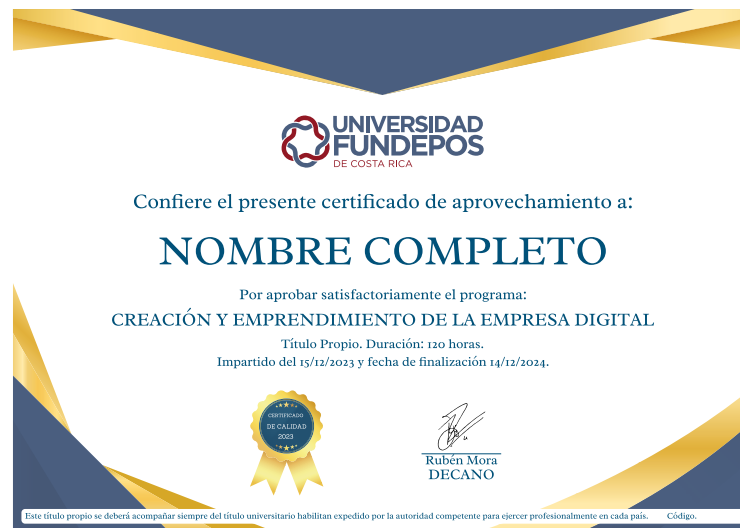 UNIVERSIDAD
FUNDEPOS
DE COSTA RICA
Confiere el presente certificado de aprovechamiento a:
NOMBRE COMPLETO
Por aprobar satisfactoriamente el programa:
CREACIÓN Y EMPRENDIMIENTO DE LA EMPRESA DIGITAL
Título Propio. Duración: 120 horas.
Impartido del 15/12/2023 y fecha de finalización 14/12/2024.
CERTIFICADO
DE CALIDAD
2023
Rubén Mora
DECANO
Este título propio se deberá acompañar siempre del título universitario habilitan expedido por la autoridad competente para ejercer profesionalmente en cada país. Código.